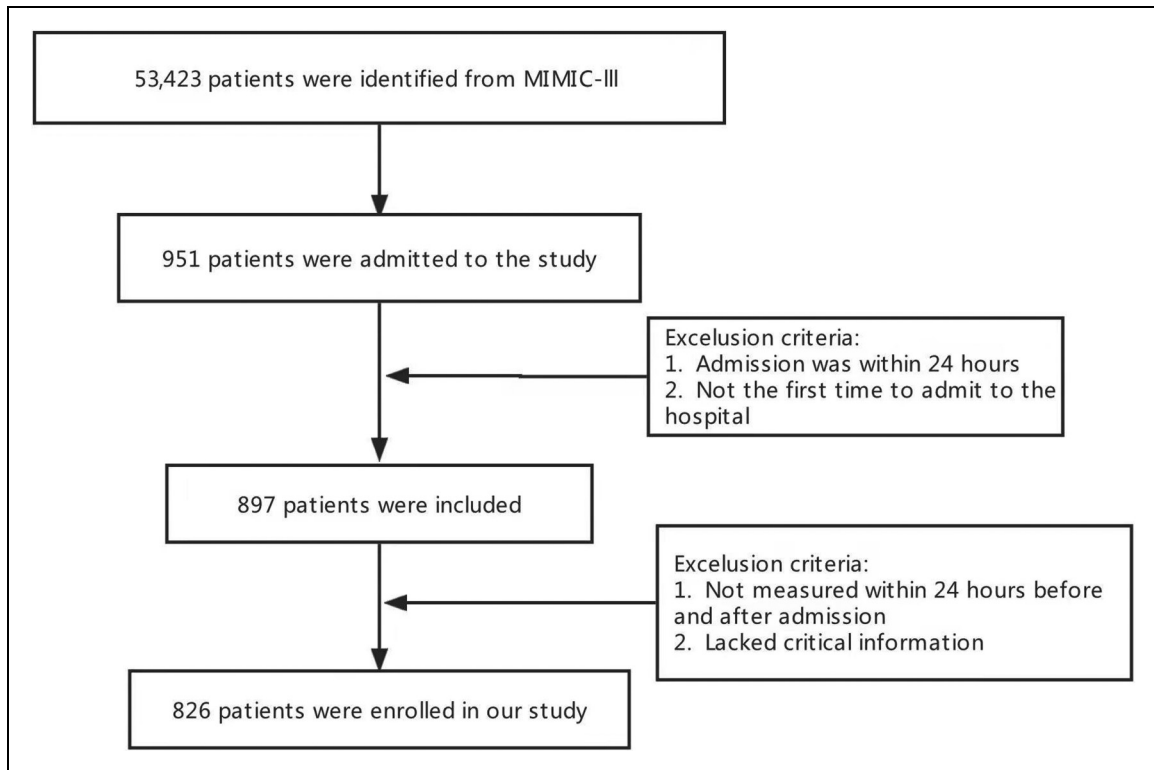 53,423 patients were identified from MIMIC-lll
951 patients were admitted to the study
Excelusion criteria:
1. Admission was within 24 hours
2. Not the first time to admit to the
hospital
897 patients were included
Excelusion criteria:
1. Not measured within 24 hours before
and after admission
2. Lacked critical information
826 patients were enrolled in our study